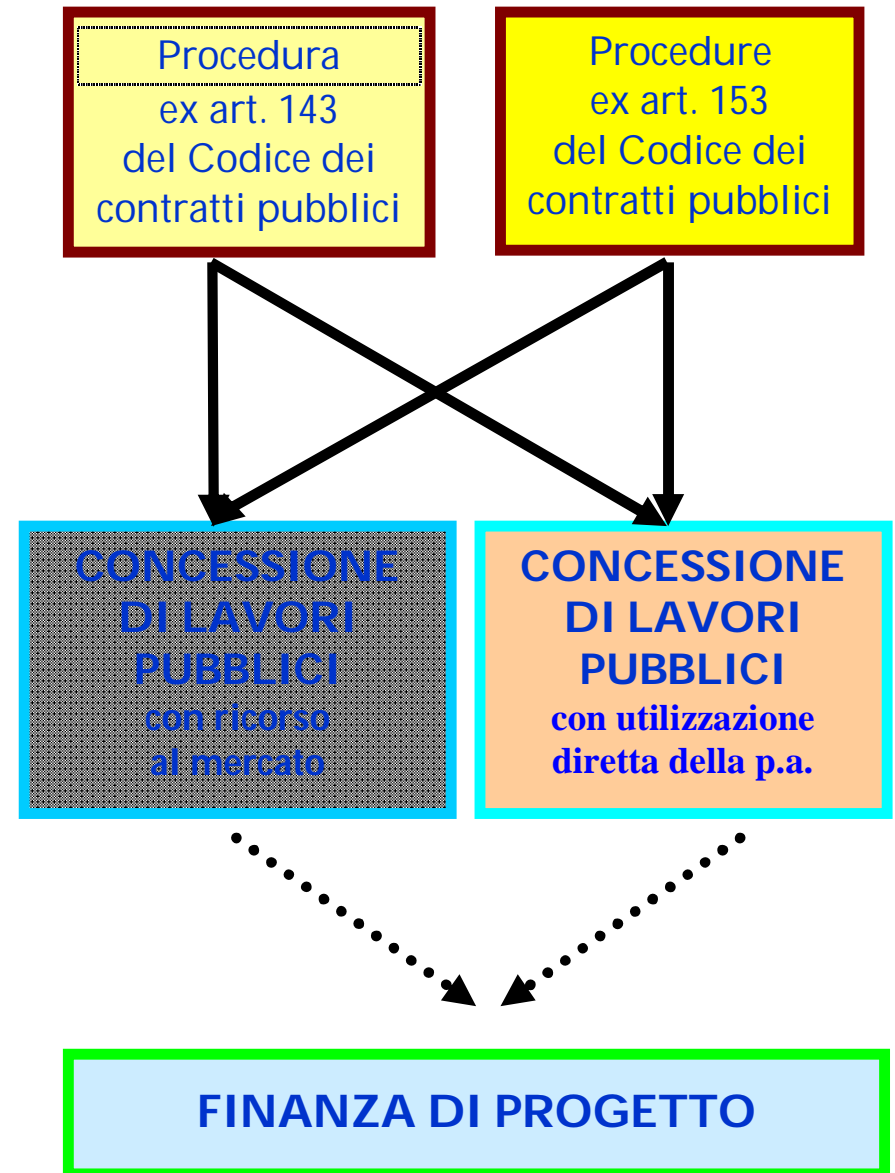 Procedura
ex art. 143
del Codice dei
contratti pubblici
Procedure
ex art. 153
del Codice dei
contratti pubblici
CONCESSIONE
DI LAVORI
PUBBLICI
con ricorso
al mercato
CONCESSIONE
DI LAVORI
PUBBLICI
con utilizzazione
diretta della p.a.
FINANZA DI PROGETTO